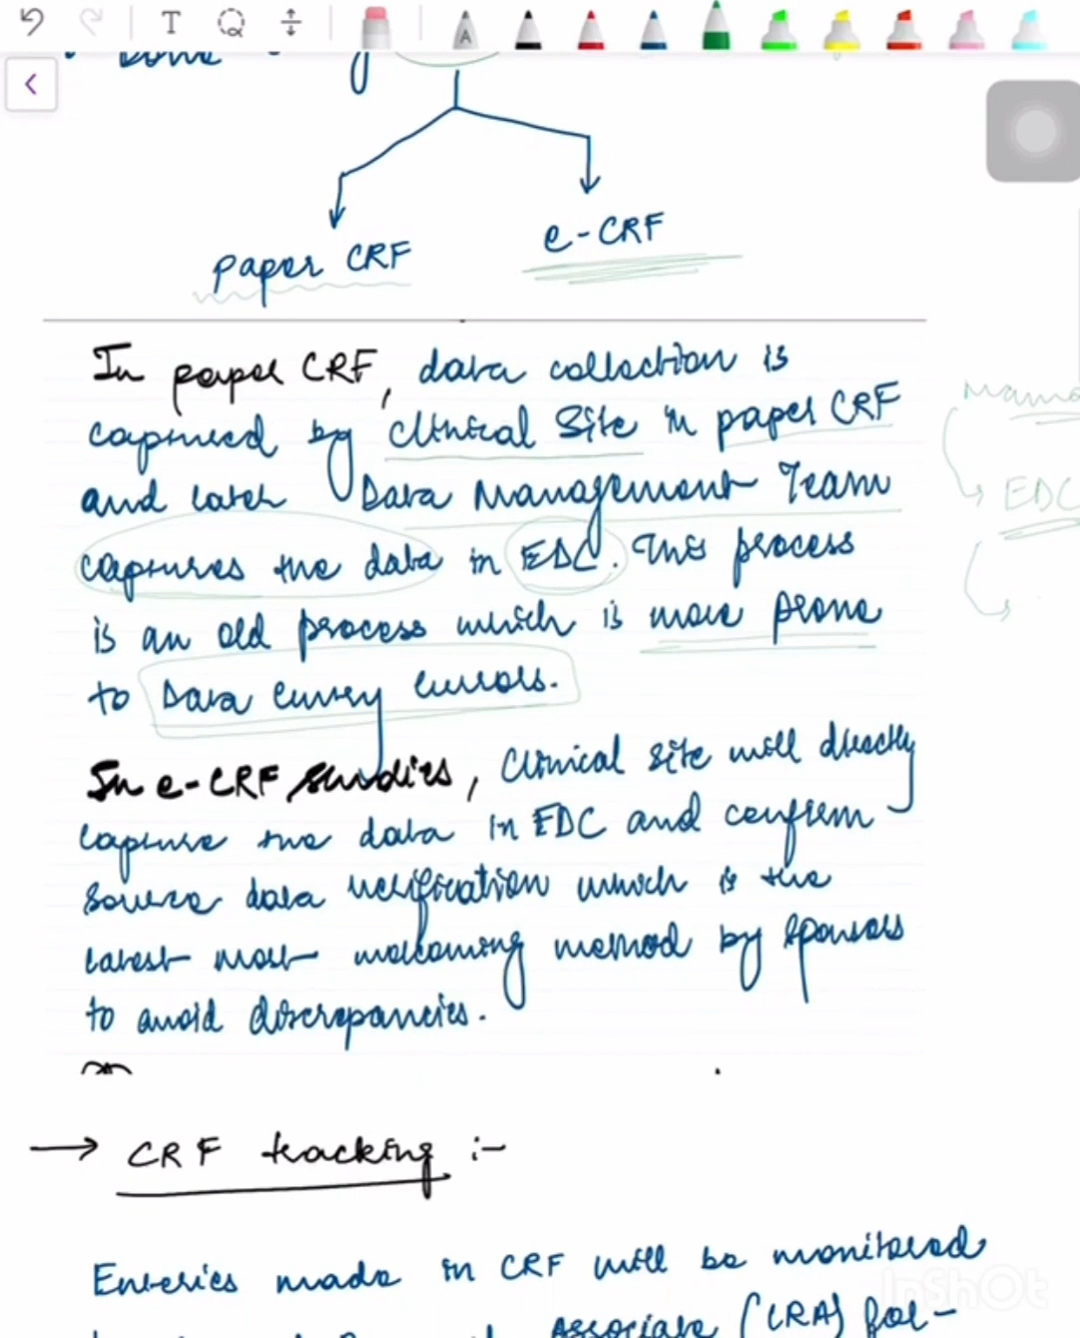 Done
Paper CRF
e-CRF
In paper CRF, data collection is
captured by Clinical Site in paper CRF
and later Data Management Team
captures the data in EDC. This process
is an old process which is more prone
to Data Entry Errors.
In e-CRF studies, Clinical site will directly
capture the data in EDC and confirm
source data verification which is the
latest most welcoming method by sponsors
to avoid discrepancies.
EDC
→ CRF tracking :-
Enteries made in CRF will be monitored
Associate (CRA) for-
T
A
InShOt